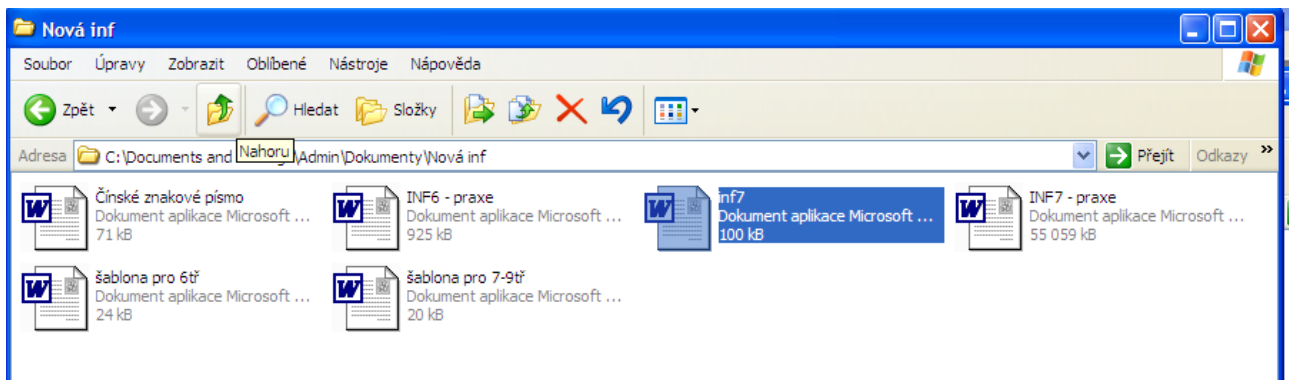 Nová inf
Soubor Úpravy Zobrazit Oblíbené Nástroje Nápověda
Zpět Hledat Složky Přejít Odkazy
Adresa C:\Documents and g\Admin\Dokumenty\Nová inf
Nahoru
Čínské znakové písmo
Dokument aplikace Microsoft ...
71 kB
INF6 - praxe
Dokument aplikace Microsoft ...
925 kB
inf7
Dokument aplikace Microsoft ...
100 kB
INF7 - praxe
Dokument aplikace Microsoft ...
55 059 kB
šablona pro 6tř
Dokument aplikace Microsoft ...
24 kB
šablona pro 7-9tř
Dokument aplikace Microsoft ...
20 kB